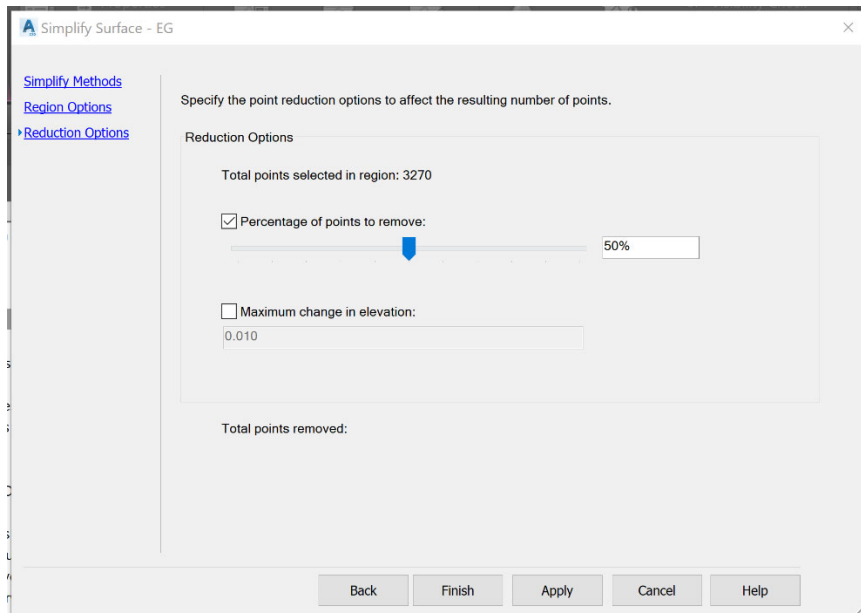 Simplify Surface - EG
Simplify Methods
Region Options
Reduction Options
Specify the point reduction options to affect the resulting number of points.
Reduction Options
Total points selected in region: 3270
Percentage of points to remove:
50%
Maximum change in elevation:
0.010
Total points removed:
Back Finish Apply Cancel Help